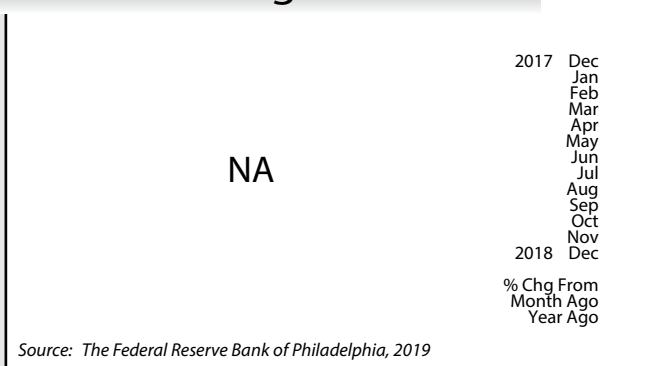 2017 Dec
Jan
Feb
Mar
Apr
May
Jun
Jul
Aug
Sep
Oct
Nov
2018 Dec
NA
% Chg From
Month Ago
Year Ago
Source: The Federal Reserve Bank of Philadelphia, 2019